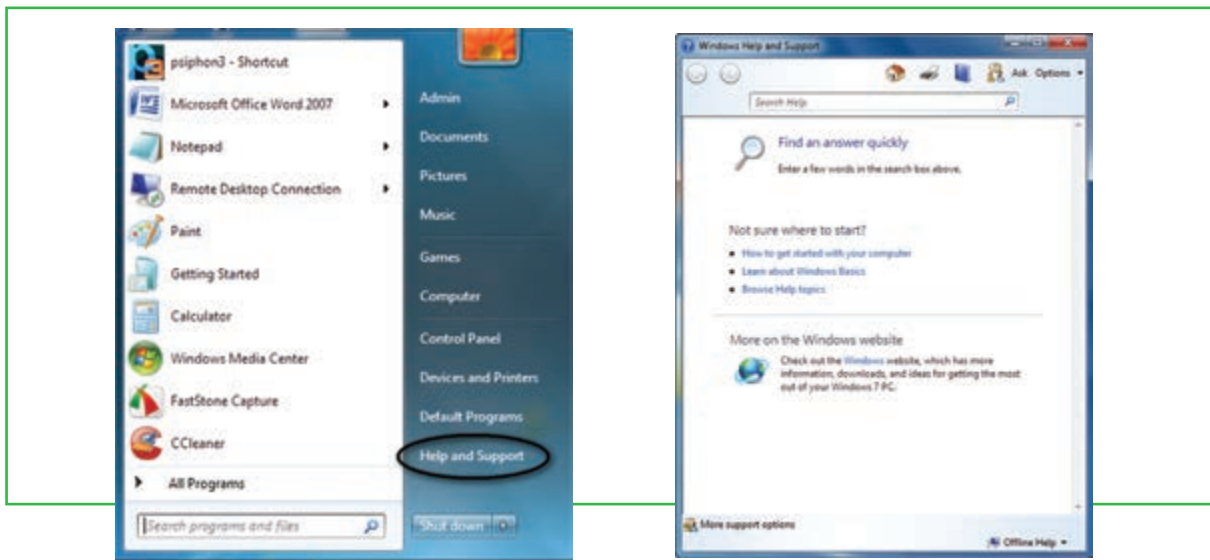 psiphon3 - Shortcut
Microsoft Office Word 2007
Notepad
Remote Desktop Connection
Paint
Getting Started
Calculator
Windows Media Center
FastStone Capture
CCleaner
All Programs
Search programs and files
Admin
Documents
Pictures
Music
Games
Computer
Control Panel
Devices and Printers
Default Programs
Help and Support
Shut down
Windows Help and Support
Ask
Options
Search Help
Find an answer quickly
Enter a few words in the search box above.
Not sure where to start?
How to get started with your computer
Learn about Windows Basics
Browse Help topics
More on the Windows website
Check out the Windows website, which has more
information, downloads, and ideas for getting the most
out of your Windows 7 PC.
More support options
Offline Help